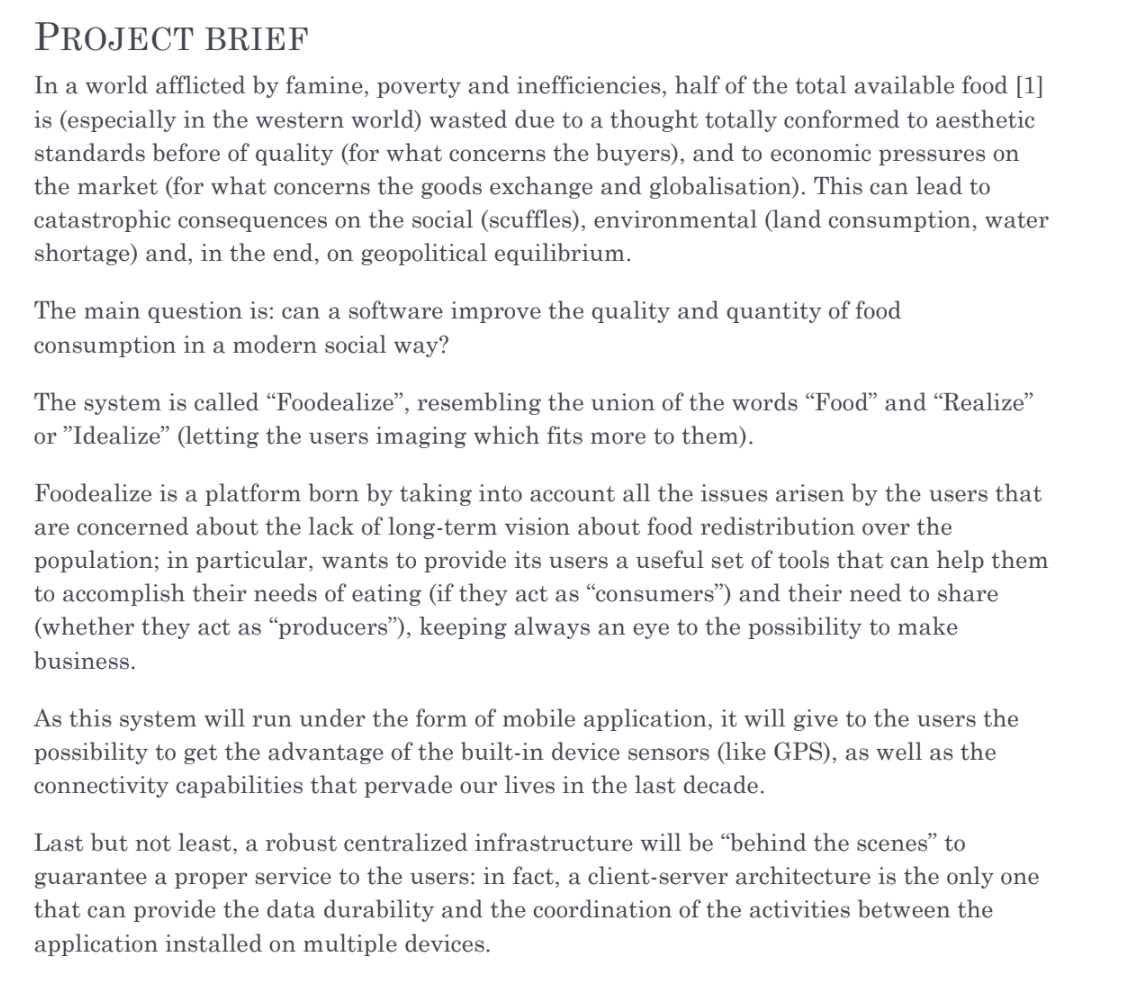 PROJECT BRIEF
In a world afflicted by famine, poverty and inefficiencies, half of the total available food [1]
is (especially in the western world) wasted due to a thought totally conformed to aesthetic
standards before of quality (for what concerns the buyers), and to economic pressures on
the market (for what concerns the goods exchange and globalisation). This can lead to
catastrophic consequences on the social (scuffles), environmental (land consumption, water
shortage) and, in the end, on geopolitical equilibrium.
The main question is: can a software improve the quality and quantity of food
consumption in a modern social way?
The system is called “Foodealize”, resembling the union of the words “Food” and “Realize”
or ”Idealize” (letting the users imaging which fits more to them).
Foodealize is a platform born by taking into account all the issues arisen by the users that
are concerned about the lack of long-term vision about food redistribution over the
population; in particular, wants to provide its users a useful set of tools that can help them
to accomplish their needs of eating (if they act as “consumers”) and their need to share
(whether they act as “producers”), keeping always an eye to the possibility to make
business.
As this system will run under the form of mobile application, it will give to the users the
possibility to get the advantage of the built-in device sensors (like GPS), as well as the
connectivity capabilities that pervade our lives in the last decade.
Last but not least, a robust centralized infrastructure will be “behind the scenes” to
guarantee a proper service to the users: in fact, a client-server architecture is the only one
that can provide the data durability and the coordination of the activities between the
application installed on multiple devices.